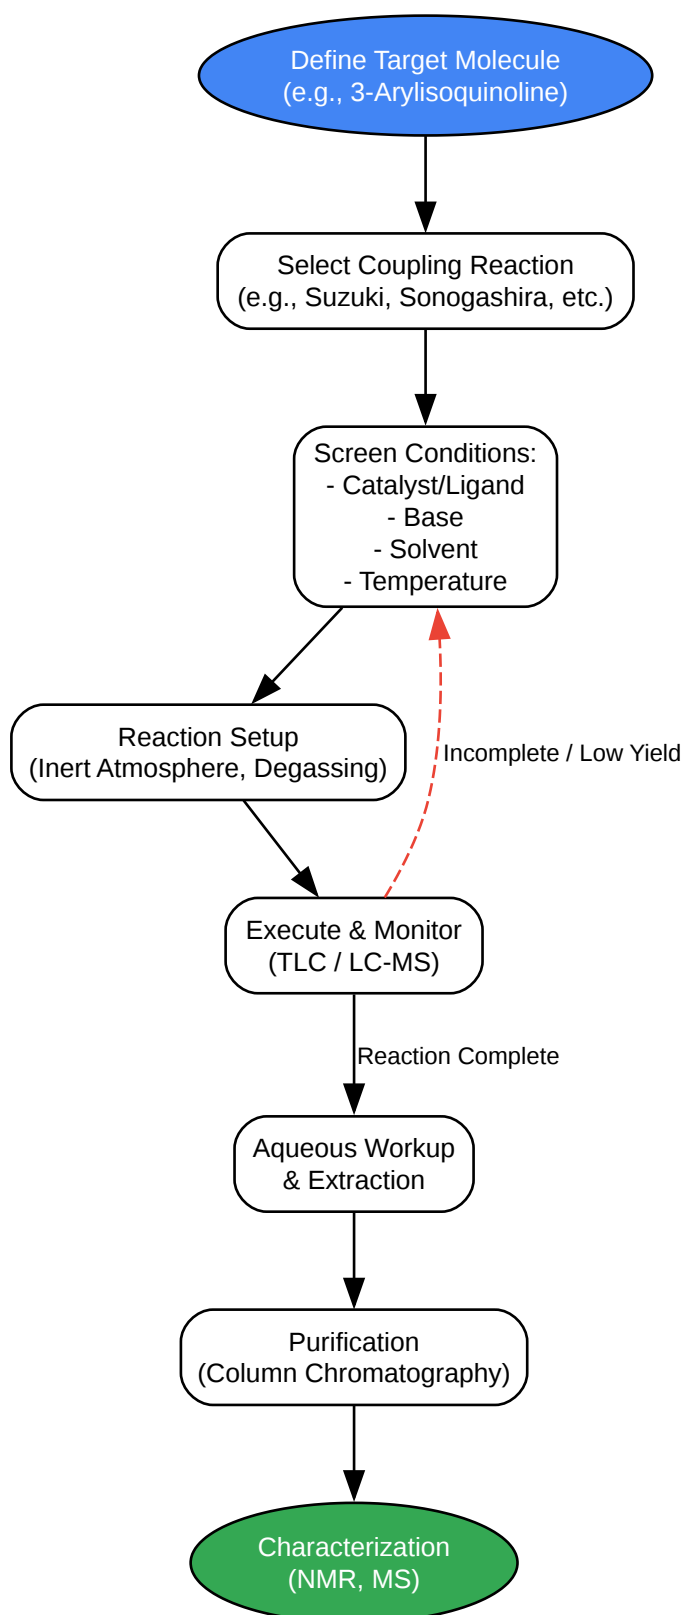 Define Target Molecule
(e.g., 3-Arylisoquinoline)
Select Coupling Reaction
(e.g., Suzuki, Sonogashira, etc.)
Screen Conditions:
- Catalyst/Ligand
- Base
- Solvent
- Temperature
Reaction Setup
(Inert Atmosphere, Degassing)
Incomplete / Low Yield
Execute & Monitor
(TLC / LC-MS)
Reaction Complete
Aqueous Workup
& Extraction
Purification
(Column Chromatography)
Characterization
(NMR, MS)